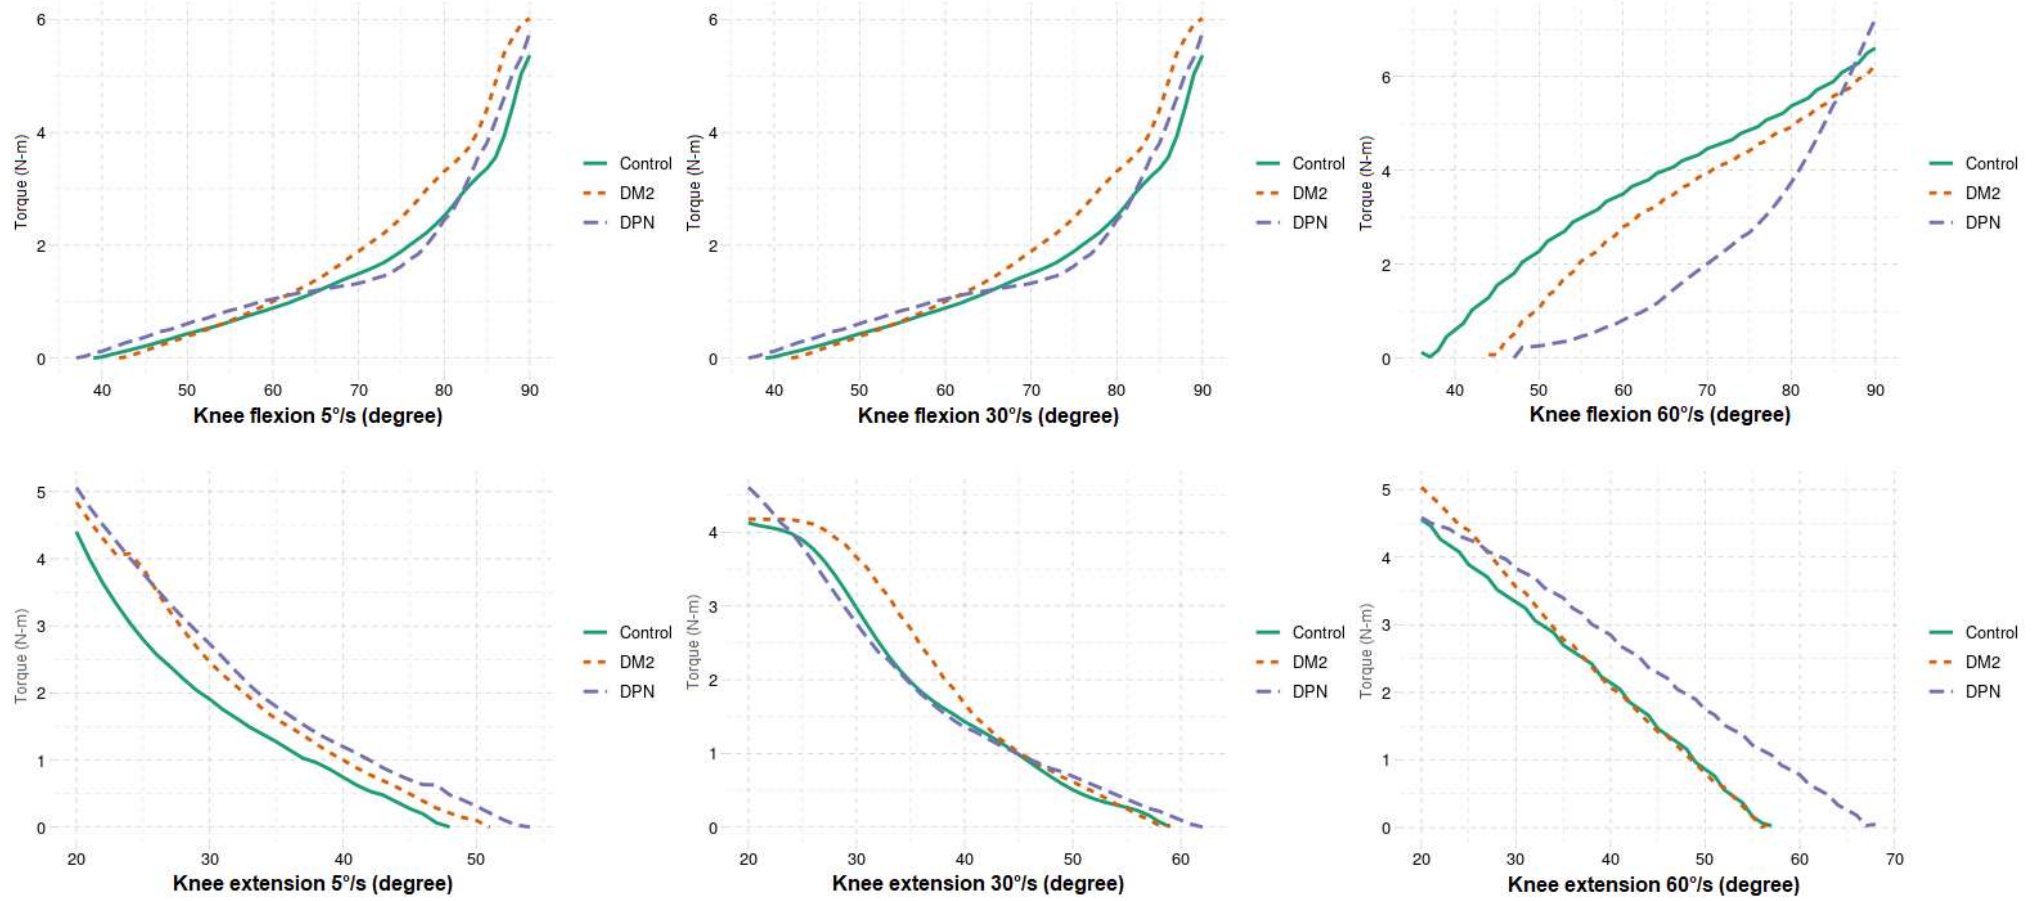 6
4
2
0
Torque (N-m)
40 50 60 70 80 90
Knee flexion 5°/s (degree)
Control
DM2
DPN
6
4
2
0
Torque (N-m)
40 50 60 70 80 90
Knee flexion 30°/s (degree)
Control
DM2
DPN
6
4
2
0
Torque (N-m)
40 50 60 70 80 90
Knee flexion 60°/s (degree)
Control
DM2
DPN
5
4
3
2
1
0
Torque (N-m)
20 30 40 50
Knee extension 5°/s (degree)
Control
DM2
DPN
4
3
2
1
0
Torque (N-m)
20 30 40 50 60
Knee extension 30°/s (degree)
Control
DM2
DPN
5
4
3
2
1
0
Torque (N-m)
20 30 40 50 60 70
Knee extension 60°/s (degree)
Control
DM2
DPN